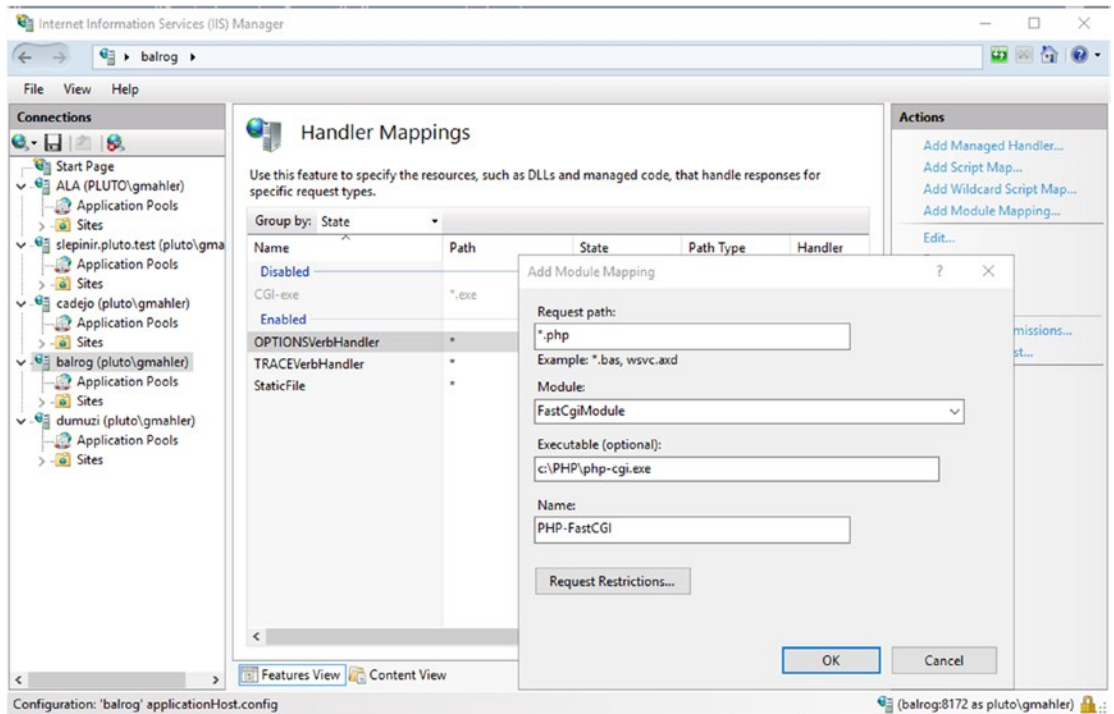 Internet Information Services (IIS) Manager
balrog
File View Help
Connections
Start Page
ALA (PLUTO\gmahler)
Application Pools
Sites
slepinir.pluto.test (pluto\gma
Application Pools
Sites
cadejo (pluto\gmahler)
Application Pools
Sites
balrog (pluto\gmahler)
Application Pools
Sites
dumuzi (pluto\gmahler)
Application Pools
Sites
Handler Mappings
Use this feature to specify the resources, such as DLLs and managed code, that handle responses for
specific request types.
Group by: State
Name Path State Path Type Handler
Disabled
CGI-exe *.exe
Enabled
OPTIONSVerbHandler *
TRACEVerbHandler *
StaticFile *
Features View Content View
Add Module Mapping ?
Request path:
*.php
Example: *.bas, wsvc.axd
Module:
FastCgiModule
Executable (optional):
c:\PHP\php-cgi.exe
Name:
PHP-FastCGI
Request Restrictions...
OK Cancel
Actions
Add Managed Handler...
Add Script Map...
Add Wildcard Script Map...
Add Module Mapping...
Edit...
missions...
st...
Configuration: 'balrog' applicationHost.config (balrog:8172 as pluto\gmahler)